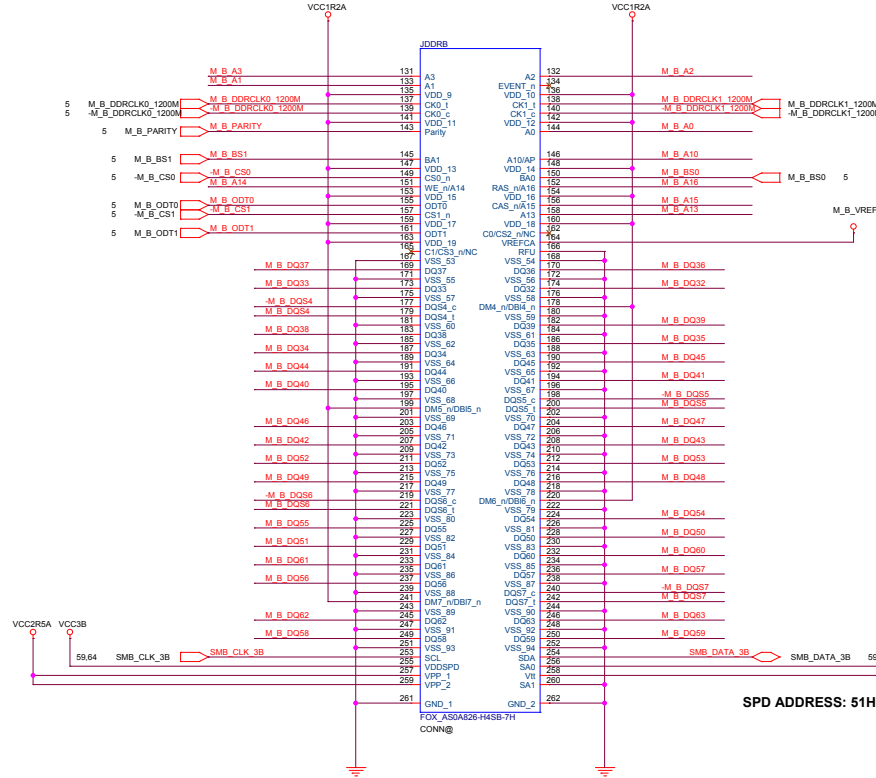 VCC1R2A VCC1R2A
JDDRB
M_B_A3 131 A3 A2 132 M_B_A2
M_B_A1 133 A1 EVENT_n 134
135 VDD_9 VDD_10 136
5 M_B_DDRCLK0_1200M M_B_DDRCLK0_1200M 137 CK0_t CK1_t 138 M_B_DDRCLK1_1200M M_B_DDRCLK1_1200M
5 -M_B_DDRCLK0_1200M -M_B_DDRCLK0_1200M 139 CK0_c CK1_c 140 -M_B_DDRCLK1_1200M -M_B_DDRCLK1_1200M
141 VDD_11 VDD_12 142
5 M_B_PARITY M_B_PARITY 143 Parity A0 144 M_B_A0
5 M_B_BS1 M_B_BS1 145 BA1 A10/AP 146 M_B_A10
147 VDD_13 VDD_14 148
5 -M_B_CS0 -M_B_CS0 149 CS0_n BA0 150 M_B_BS0 M_B_BS0 5
M_B_A14 151 WE_n/A14 RAS_n/A16 152 M_B_A16
153 VDD_15 VDD_16 154
5 M_B_ODT0 M_B_ODT0 155 ODT0 CAS_n/A15 156 M_B_A15
5 -M_B_CS1 -M_B_CS1 157 CS1_n A13 158 M_B_A13
159 VDD_17 VDD_18 160 M_B_VREF
5 M_B_ODT1 M_B_ODT1 161 ODT1 C0/CS2_n/NC 162
163 VDD_19 VREFCA 164
165 C1/CS3_n/NC RFU 166
167 VSS_53 VSS_54 168
M_B_DQ37 169 DQ37 DQ36 170 M_B_DQ36
171 VSS_55 VSS_56 172
M_B_DQ33 173 DQ33 DQ32 174 M_B_DQ32
175 VSS_57 VSS_58 176
-M_B_DQS4 177 DQS4_c DM4_n/DBI4_n 178
M_B_DQS4 179 DQS4_t VSS_59 180
181 VSS_60 DQ39 182 M_B_DQ39
M_B_DQ38 183 DQ38 VSS_61 184
185 VSS_62 DQ35 186 M_B_DQ35
M_B_DQ34 187 DQ34 VSS_63 188
189 VSS_64 DQ45 190 M_B_DQ45
M_B_DQ44 191 DQ44 VSS_65 192
193 VSS_66 DQ41 194 M_B_DQ41
M_B_DQ40 195 DQ40 VSS_67 196
197 VSS_68 DQS5_c 198 -M_B_DQS5
199 DM5_n/DBI5_n DQS5_t 200 M_B_DQS5
201 VSS_69 VSS_70 202
M_B_DQ46 203 DQ46 DQ47 204 M_B_DQ47
205 VSS_71 VSS_72 206
M_B_DQ42 207 DQ42 DQ43 208 M_B_DQ43
209 VSS_73 VSS_74 210
M_B_DQ52 211 DQ52 DQ53 212 M_B_DQ53
213 VSS_75 VSS_76 214
M_B_DQ49 215 DQ49 DQ48 216 M_B_DQ48
217 VSS_77 VSS_78 218
-M_B_DQS6 219 DQS6_c DM6_n/DBI6_n 220
M_B_DQS6 221 DQS6_t VSS_79 222
223 VSS_80 DQ54 224 M_B_DQ54
M_B_DQ55 225 DQ55 VSS_81 226
227 VSS_82 DQ50 228 M_B_DQ50
M_B_DQ51 229 DQ51 VSS_83 230
231 VSS_84 DQ60 232 M_B_DQ60
M_B_DQ61 233 DQ61 VSS_85 234
235 VSS_86 DQ57 236 M_B_DQ57
M_B_DQ56 237 DQ56 VSS_87 238
239 VSS_88 DQS7_c 240 -M_B_DQS7
241 DM7_n/DBI7_n DQS7_t 242 M_B_DQS7
243 VSS_89 VSS_90 244
M_B_DQ62 245 DQ62 DQ63 246 M_B_DQ63
VCC2R5A VCC3B 247 VSS_91 VSS_92 248
M_B_DQ58 249 DQ58 DQ59 250 M_B_DQ59
251 VSS_93 VSS_94 252
59,64 SMB_CLK_3B SMB_CLK_3B 253 SCL SDA 254 SMB_DATA_3B SMB_DATA_3B 59
255 VDDSPD SA0 256
257 VPP_1 Vtt 258
259 VPP_2 SA1 260
261 GND_1 GND_2 262 SPD ADDRESS: 51H
FOX_AS0A826-H4SB-7H
CONN@